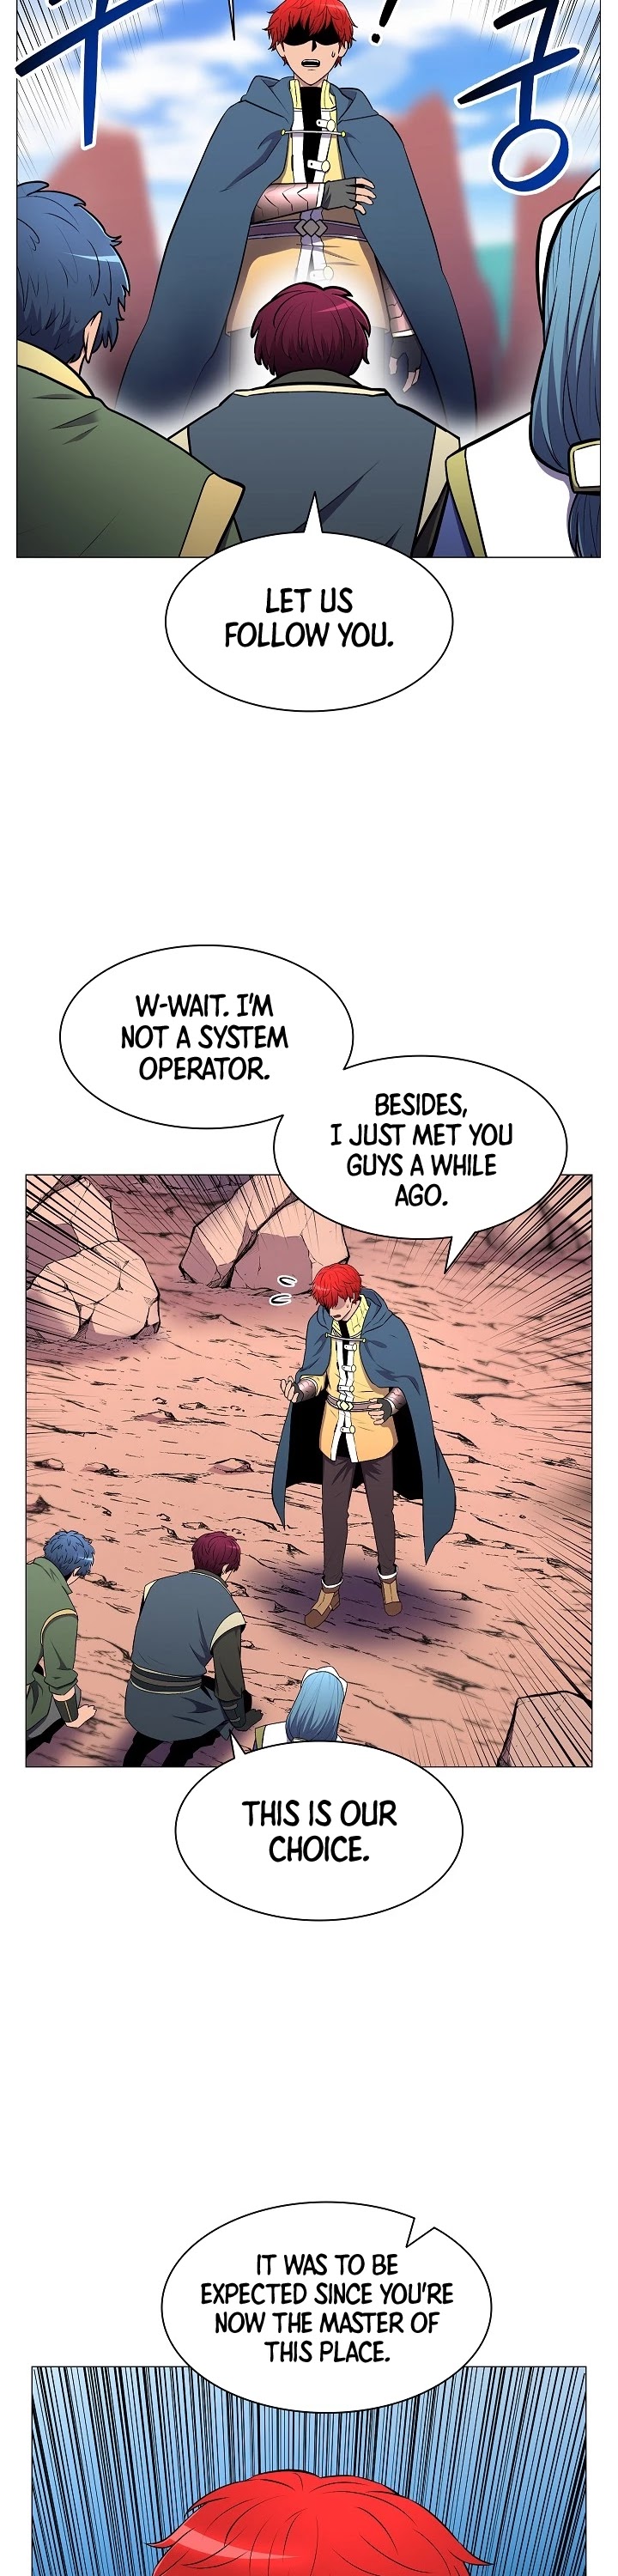 LET US
FOLLOW YOU.
W-WAIT. I'M
NOT A SYSTEM
OPERATOR.
BESIDES,
I JUST MET YOU
GUYS A WHILE
AGO.
THIS IS OUR
CHOICE.
IT WAS TO BE
EXPECTED SINCE YOU'RE
NOW THE MASTER OF
THIS PLACE.